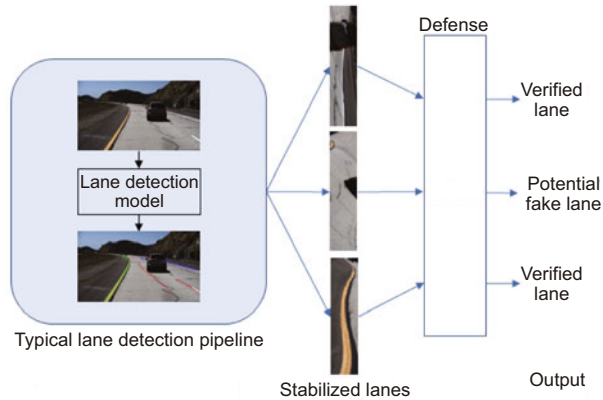 Defense
Lane detection
model
Typical lane detection pipeline
Stabilized lanes
Verified
lane
Potential
fake lane
Verified
lane
Output